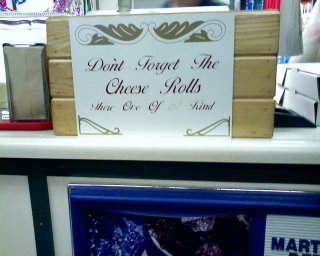 Don't Forget The
Cheese Rolls
There One Of A Kind
MART